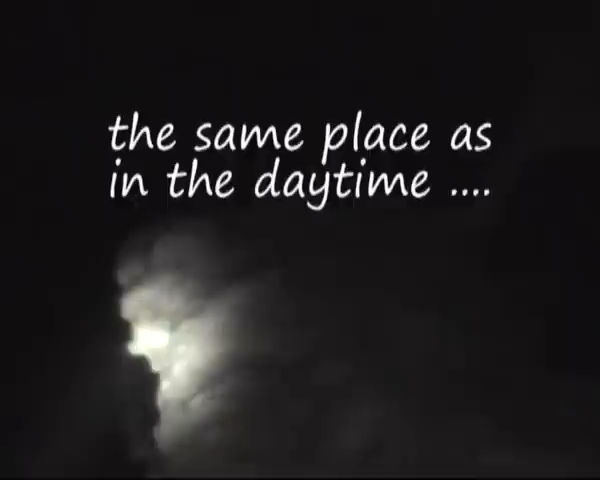 the same place as
in the daytime ....